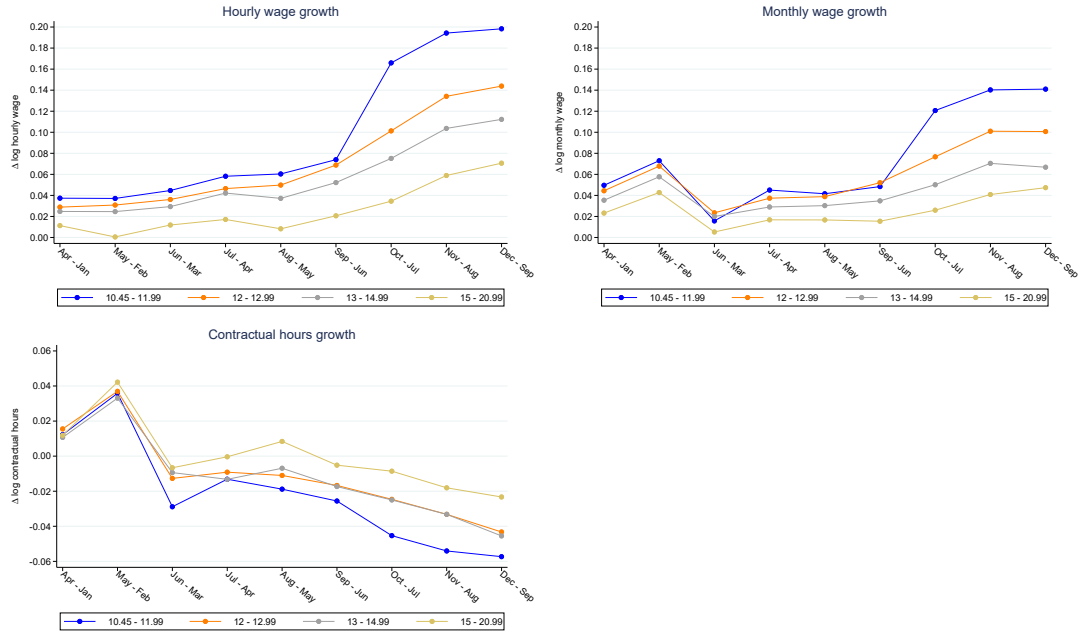 Hourly wage growth
Δ log hourly wage
0.20
0.18
0.16
0.14
0.12
0.10
0.08
0.06
0.04
0.02
0.00
Apr - Jan
May - Feb
Jun - Mar
Jul - Apr
Aug - May
Sep - Jun
Oct - Jul
Nov - Aug
Dec - Sep
10.45 - 11.99 12 - 12.99 13 - 14.99 15 - 20.99
Monthly wage growth
Δ log monthly wage
0.20
0.18
0.16
0.14
0.12
0.10
0.08
0.06
0.04
0.02
0.00
Apr - Jan
May - Feb
Jun - Mar
Jul - Apr
Aug - May
Sep - Jun
Oct - Jul
Nov - Aug
Dec - Sep
10.45 - 11.99 12 - 12.99 13 - 14.99 15 - 20.99
Contractual hours growth
Δ log contractual hours
0.06
0.04
0.02
0.00
-0.02
-0.04
-0.06
Apr - Jan
May - Feb
Jun - Mar
Jul - Apr
Aug - May
Sep - Jun
Oct - Jul
Nov - Aug
Dec - Sep
10.45 - 11.99 12 - 12.99 13 - 14.99 15 - 20.99